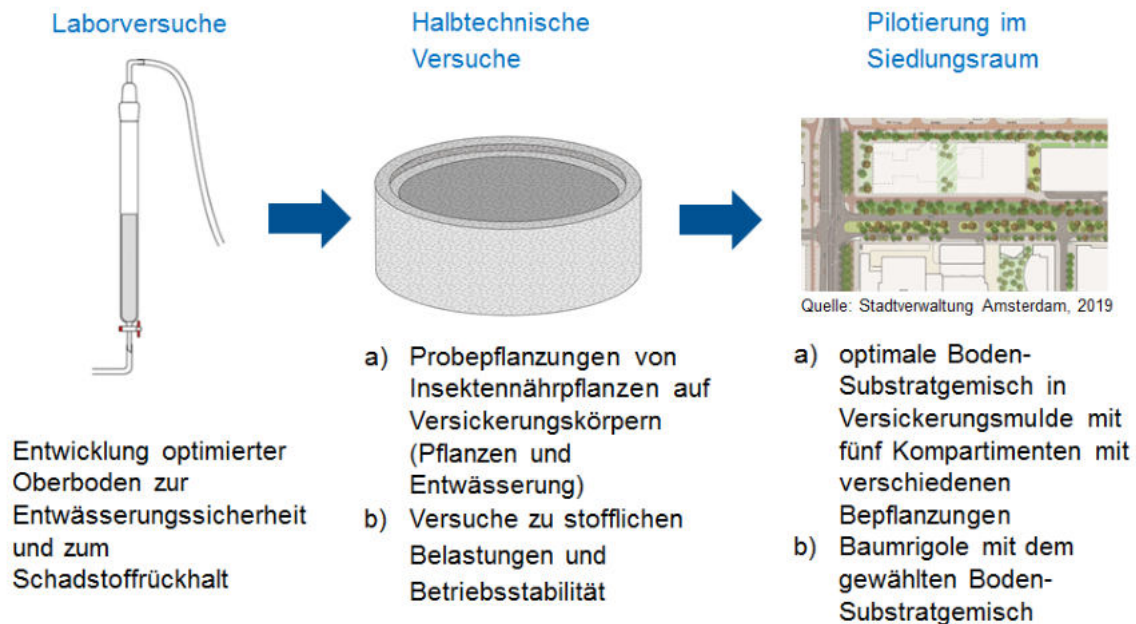 Laborversuche
Entwicklung optimierter
Oberboden zur
Entwässerungssicherheit
und zum
Schadstoffrückhalt
Halbtechnische
Versuche
a) Probepflanzungen von
Insektennährpflanzen auf
Versickerungskörpern
(Pflanzen und
Entwässerung)
b) Versuche zu stofflichen
Belastungen und
Betriebsstabilität
Pilotierung im
Siedlungsraum
Quelle: Stadtverwaltung Amsterdam, 2019
a) optimale Boden-
Substratgemisch in
Versickerungsmulde mit
fünf Kompartimenten mit
verschiedenen
Bepflanzungen
b) Baumrigole mit dem
gewählten Boden-
Substratgemisch